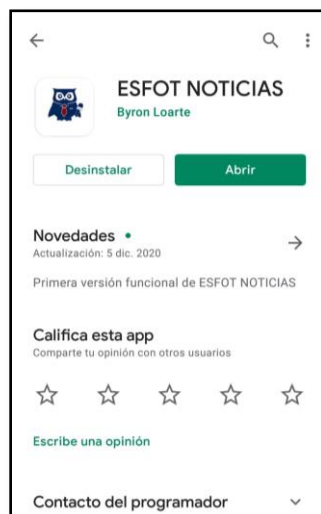 ESFOT NOTICIAS
Byron Loarte
Desinstalar
Abrir
Novedades •
Actualización: 5 dic. 2020
Primera versión funcional de ESFOT NOTICIAS
Califica esta app
Comparte tu opinión con otros usuarios
Escribe una opinión
Contacto del programador